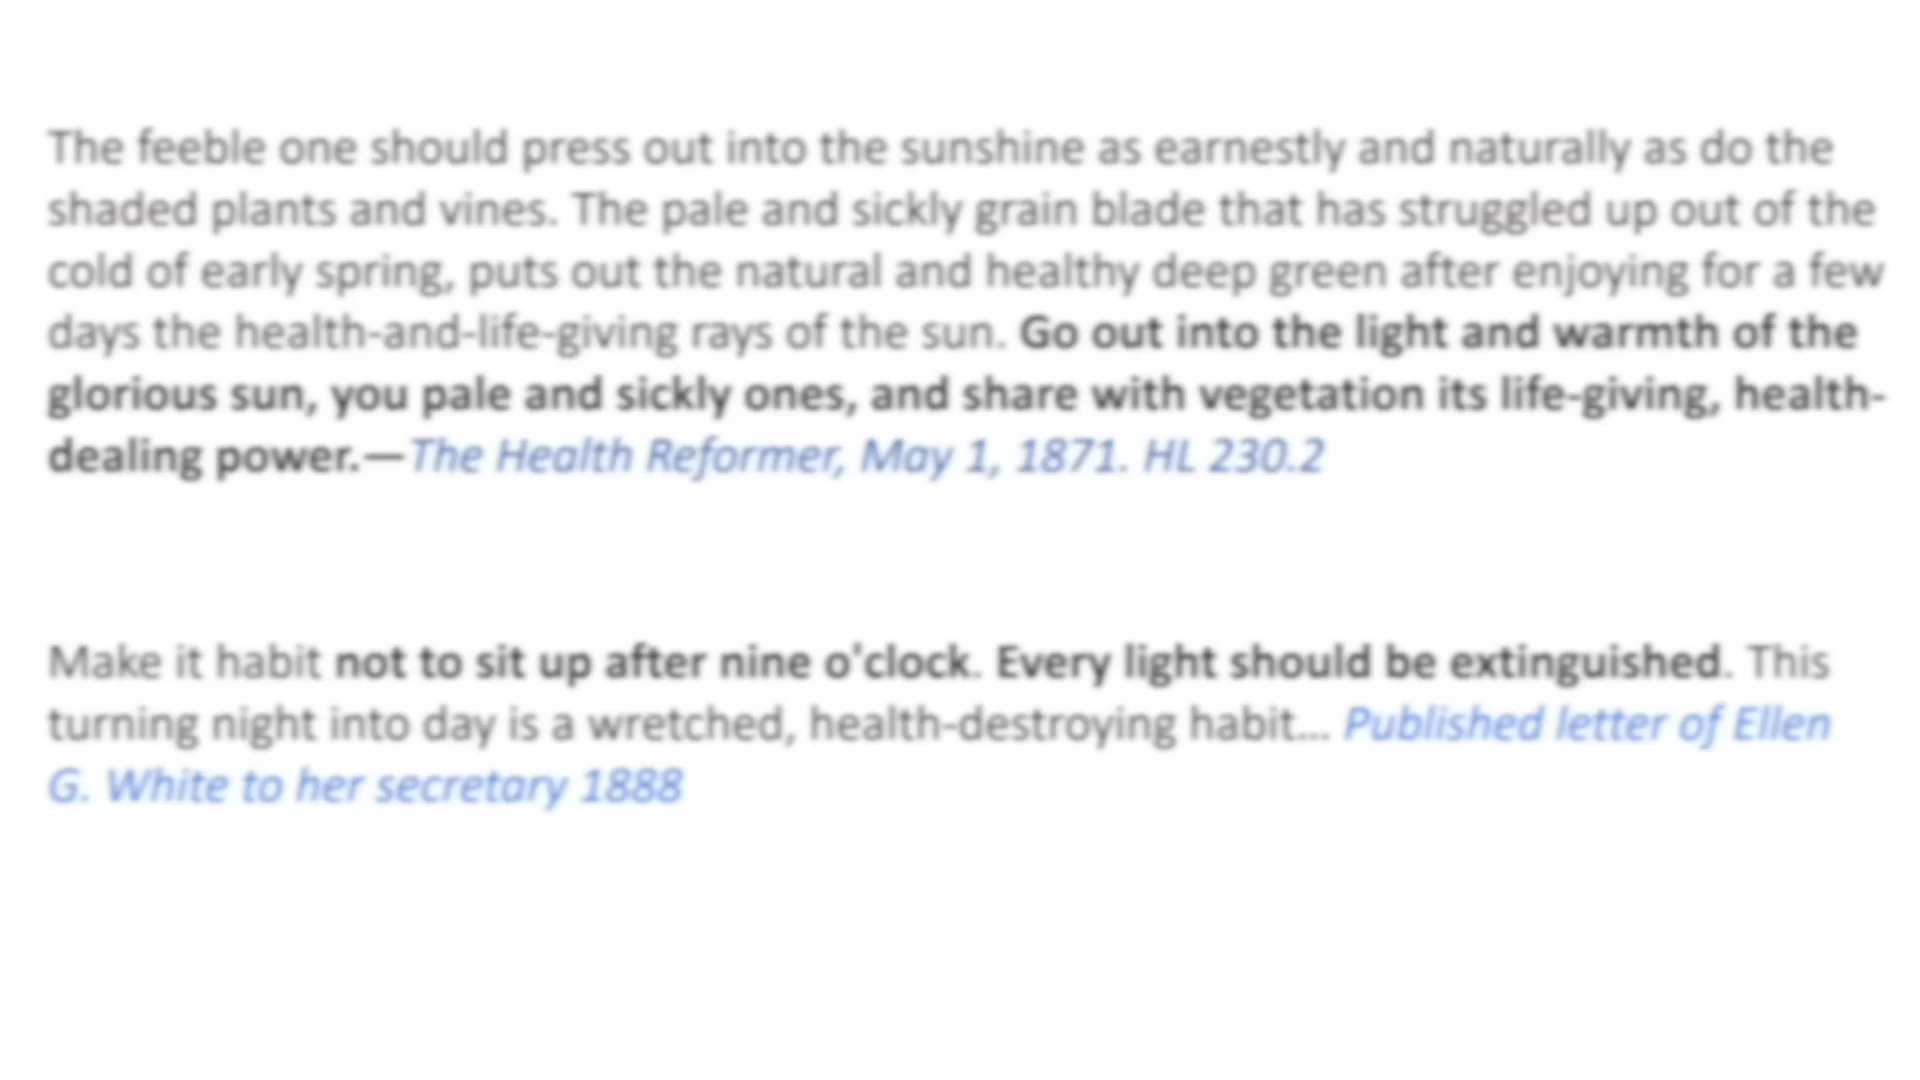 The feeble one should press out into the sunshine as earnestly and naturally as do the
shaded plants and vines. The pale and sickly grain blade that has struggled up out of the
cold of early spring, puts out the natural and healthy deep green after enjoying for a few
days the health-and-life-giving rays of the sun. Go out into the light and warmth of the
glorious sun, you pale and sickly ones, and share with vegetation its life-giving, health-
dealing power.—The Health Reformer, May 1, 1871. HL 230.2
Make it habit not to sit up after nine o'clock. Every light should be extinguished. This
turning night into day is a wretched, health-destroying habit... Published letter of Ellen
G. White to her secretary 1888